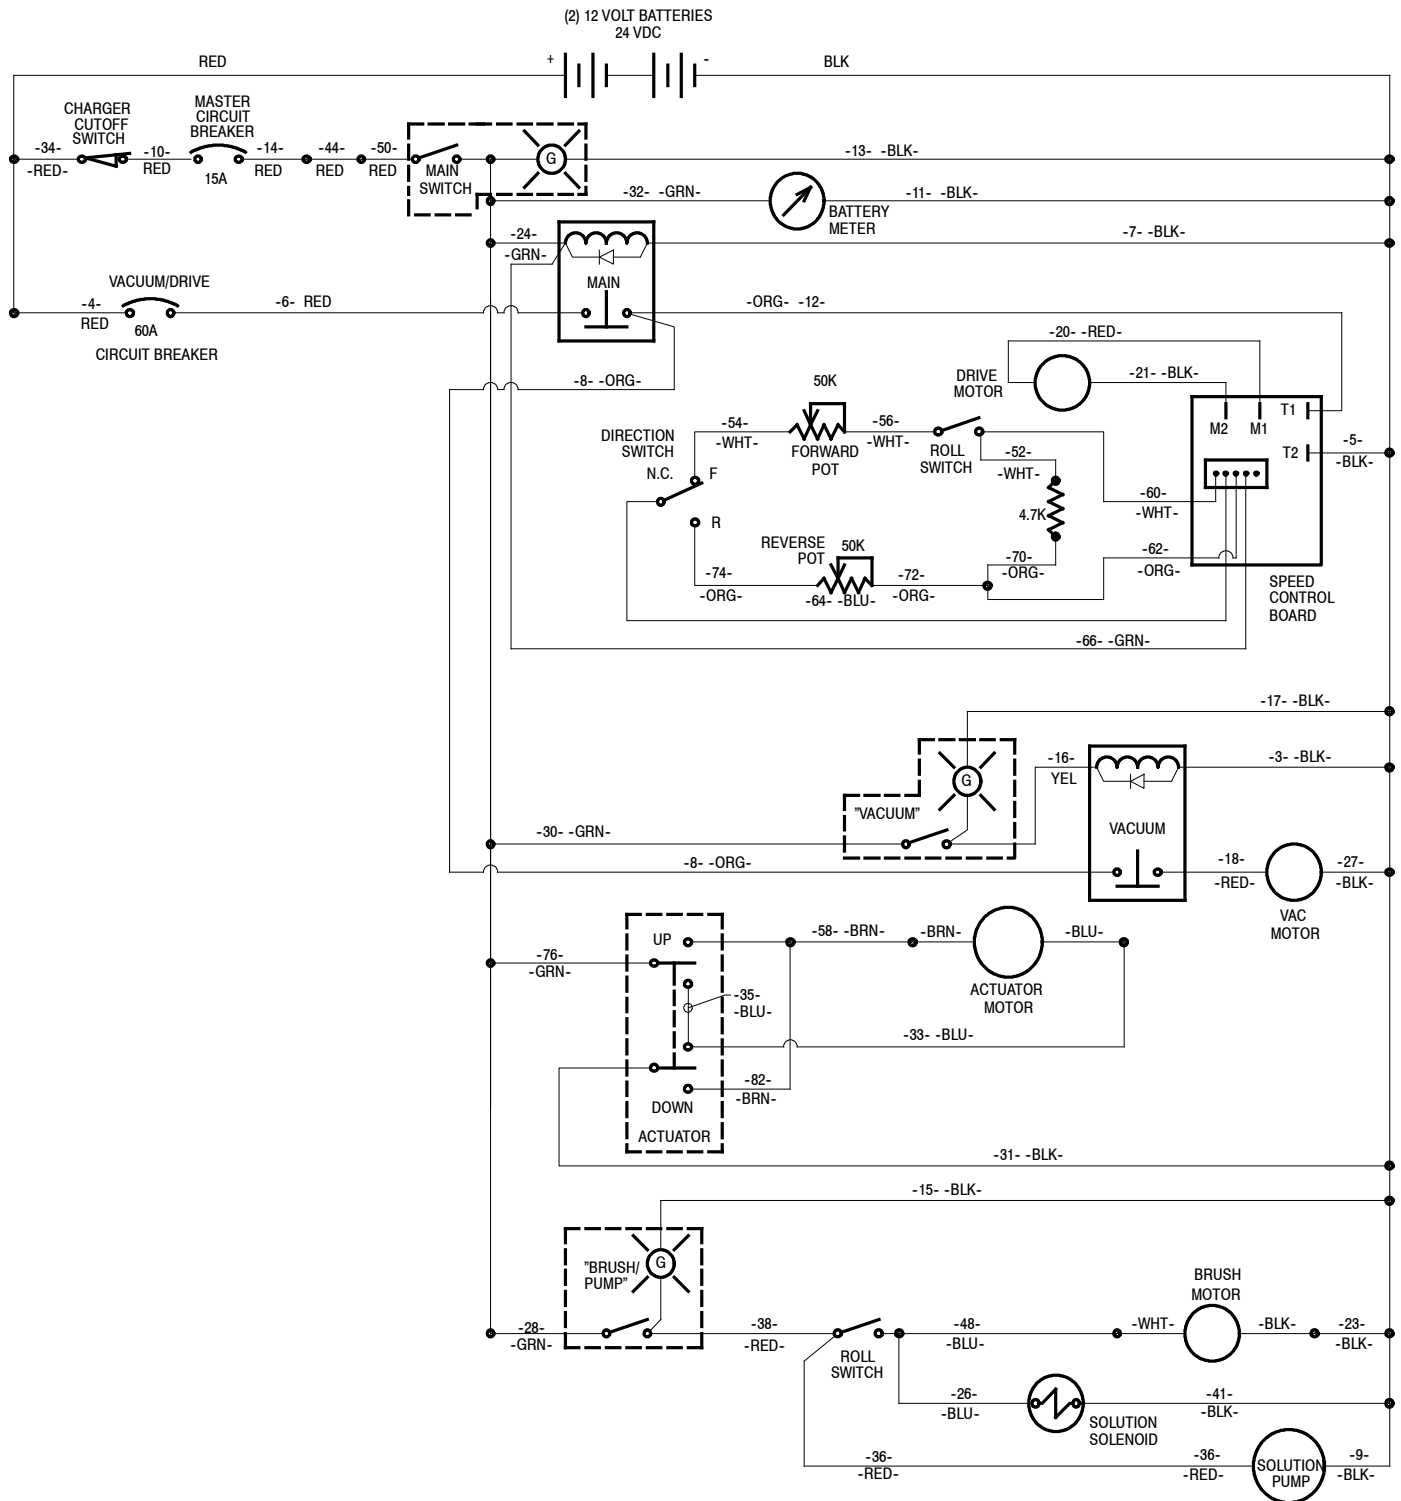 (2) 12 VOLT BATTERIES
24 VDC
RED
+
-
BLK
CHARGER
CUTOFF
SWITCH
MASTER
CIRCUIT
BREAKER
-34-
-RED-
-10-
RED
15A
-14-
RED
-44-
RED
-50-
RED
MAIN
SWITCH
G
-13- -BLK-
-32- -GRN-
BATTERY
METER
-11- -BLK-
-24-
-GRN-
MAIN
-7- -BLK-
VACUUM/DRIVE
-4-
RED
60A
CIRCUIT BREAKER
-6- RED
-ORG- -12-
-8- -ORG-
-20- -RED-
DRIVE
MOTOR
-21- -BLK-
M2
M1
T1
T2
-5-
-BLK-
DIRECTION
SWITCH
N.C.
F
R
-54-
-WHT-
50K
FORWARD
POT
-56-
-WHT-
ROLL
SWITCH
-52-
-WHT-
4.7K
-60-
-WHT-
REVERSE
POT
50K
-74-
-ORG-
-64- -BLU-
-72-
-ORG-
-70-
-ORG-
-62-
-ORG-
SPEED
CONTROL
BOARD
-66- -GRN-
-17- -BLK-
"VACUUM"
G
-16-
YEL
-3- -BLK-
VACUUM
-30- -GRN-
-8- -ORG-
-18-
-RED-
-27-
-BLK-
VAC
MOTOR
UP
-58- -BRN-
-BRN-
-BLU-
ACTUATOR
MOTOR
-76-
-GRN-
-35-
-BLU-
-33- -BLU-
-82-
-BRN-
DOWN
ACTUATOR
-31- -BLK-
-15- -BLK-
"BRUSH/
PUMP"
G
-28-
-GRN-
-38-
-RED-
ROLL
SWITCH
-48-
-BLU-
-WHT-
BRUSH
MOTOR
-BLK-
-23-
-BLK-
-26-
-BLU-
SOLUTION
SOLENOID
-41-
-BLK-
-36-
-RED-
-36-
-RED-
SOLUTION
PUMP
-9-
-BLK-